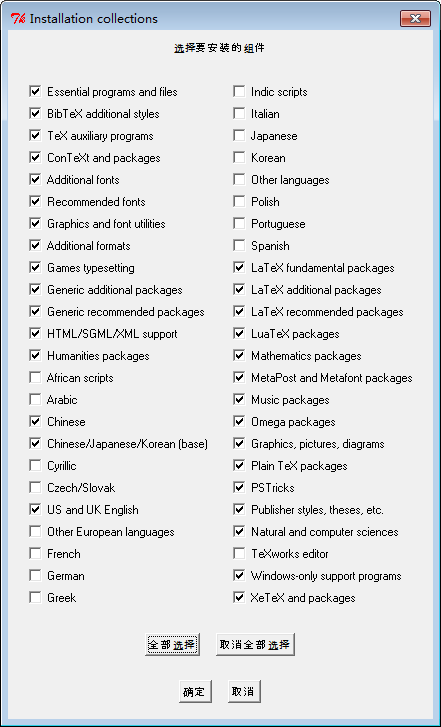 Installation collections
选择要安装的组件
Essential programs and files
BibTeX additional styles
TeX auxiliary programs
ConTeXt and packages
Additional fonts
Recommended fonts
Graphics and font utilities
Additional formats
Games typesetting
Generic additional packages
Generic recommended packages
HTML/SGML/XML support
Humanities packages
African scripts
Arabic
Chinese
Chinese/Japanese/Korean (base)
Cyrillic
Czech/Slovak
US and UK English
Other European languages
French
German
Greek
Indic scripts
Italian
Japanese
Korean
Other languages
Polish
Portuguese
Spanish
LaTeX fundamental packages
LaTeX additional packages
LaTeX recommended packages
LuaTeX packages
Mathematics packages
MetaPost and Metafont packages
Music packages
Omega packages
Graphics, pictures, diagrams
Plain TeX packages
PSTricks
Publisher styles, theses, etc.
Natural and computer sciences
TeXworks editor
Windows-only support programs
XeTeX and packages
全部选择 取消全部选择
确定 取消